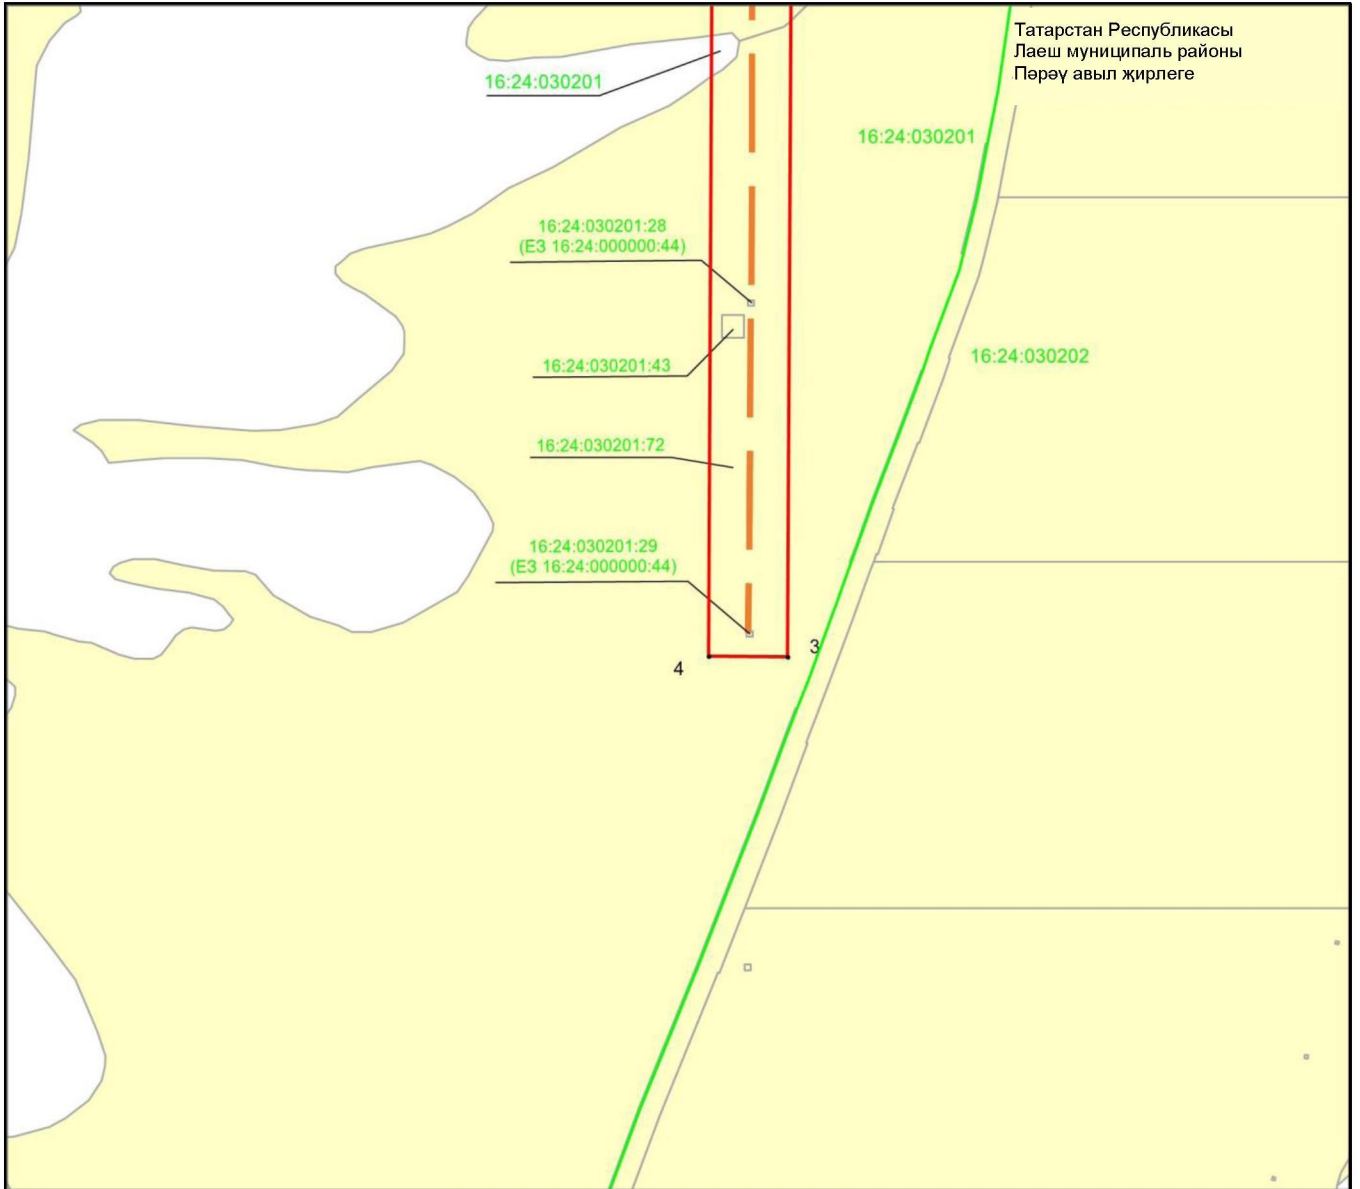 Татарстан Республикасы
Лаеш муниципаль районы
Пәрәү авыл җирлеге
16:24:030201
16:24:030201
16:24:030201:28
(ЕЗ 16:24:000000:44)
16:24:030201:43
16:24:030202
16:24:030201:72
16:24:030201:29
(ЕЗ 16:24:000000:44)
3
4